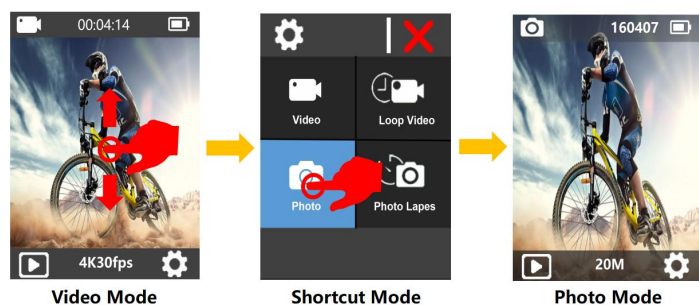 00:04:14
4K30fps
Video Mode
Video
Loop Video
Photo
Photo Lapes
Shortcut Mode
160407
20M
Photo Mode